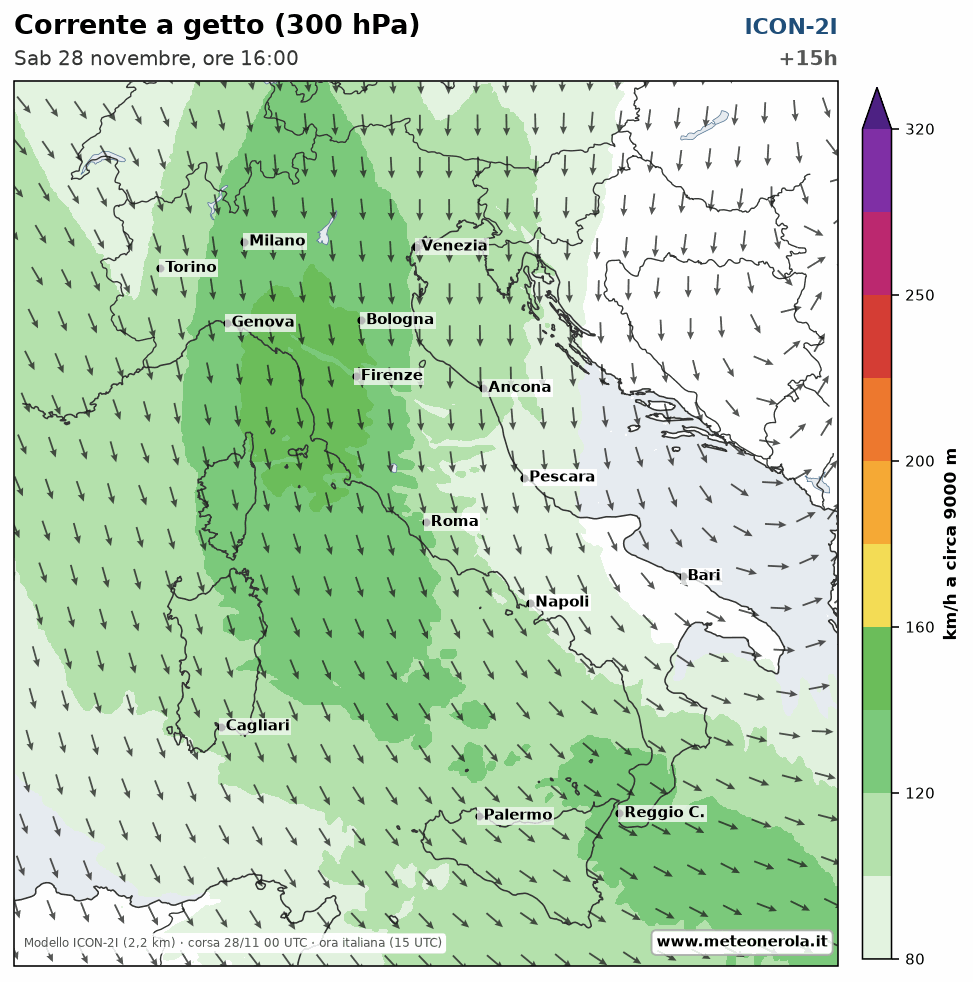 Corrente a getto (300 hPa)
ICON-2I
Sab 28 novembre, ore 16:00
+15h
Milano
Venezia
Torino
Genova
Bologna
Firenze
Ancona
Pescara
Roma
Bari
Napoli
Cagliari
Palermo
Reggio C.
320
250
200
160
120
80
km/h a circa 9000 m
Modello ICON-2I (2,2 km) · corsa 28/11 00 UTC · ora italiana (15 UTC)
www.meteonerola.it